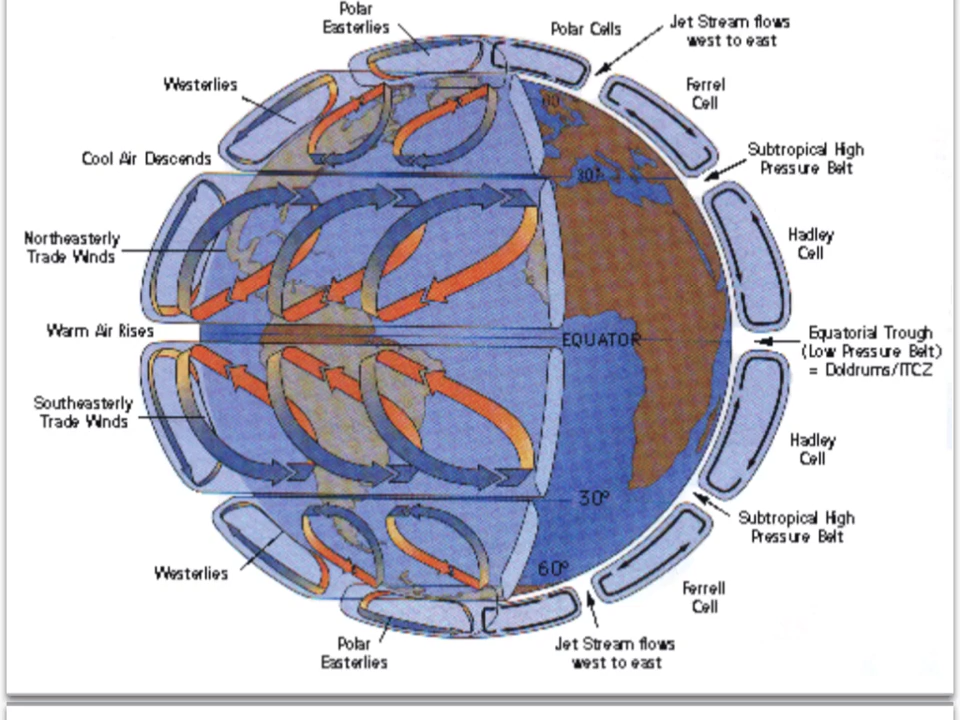 Polar
Easterlies
Polar Cells
Jet Stream flows
west to east
Westerlies
Ferrel
Cell
60
Cool Air Descends
Subtropical High
Pressure Belt
30°
Northeasterly
Trade Winds
Hadley
Cell
Warm Air Rises
EQUATOR
Equatorial Trough
(Low Pressure Belt)
= Doldrums/ITCZ
Southeasterly
Trade Winds
Hadley
Cell
30°
Subtropical High
Pressure Belt
60°
Westerlies
Ferrell
Cell
Polar
Easterlies
Jet Stream flows
west to east